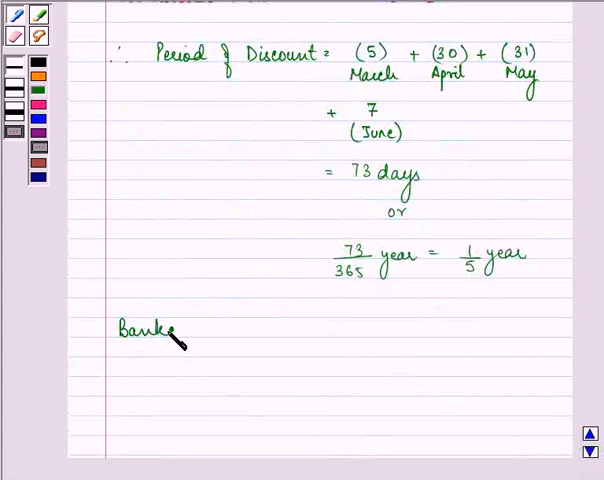 ∴ Period of Discount = (5) + (30) + (31)
March April May
+ 7
(June)
= 73 days
or
73/365 year = 1/5 year
Banke